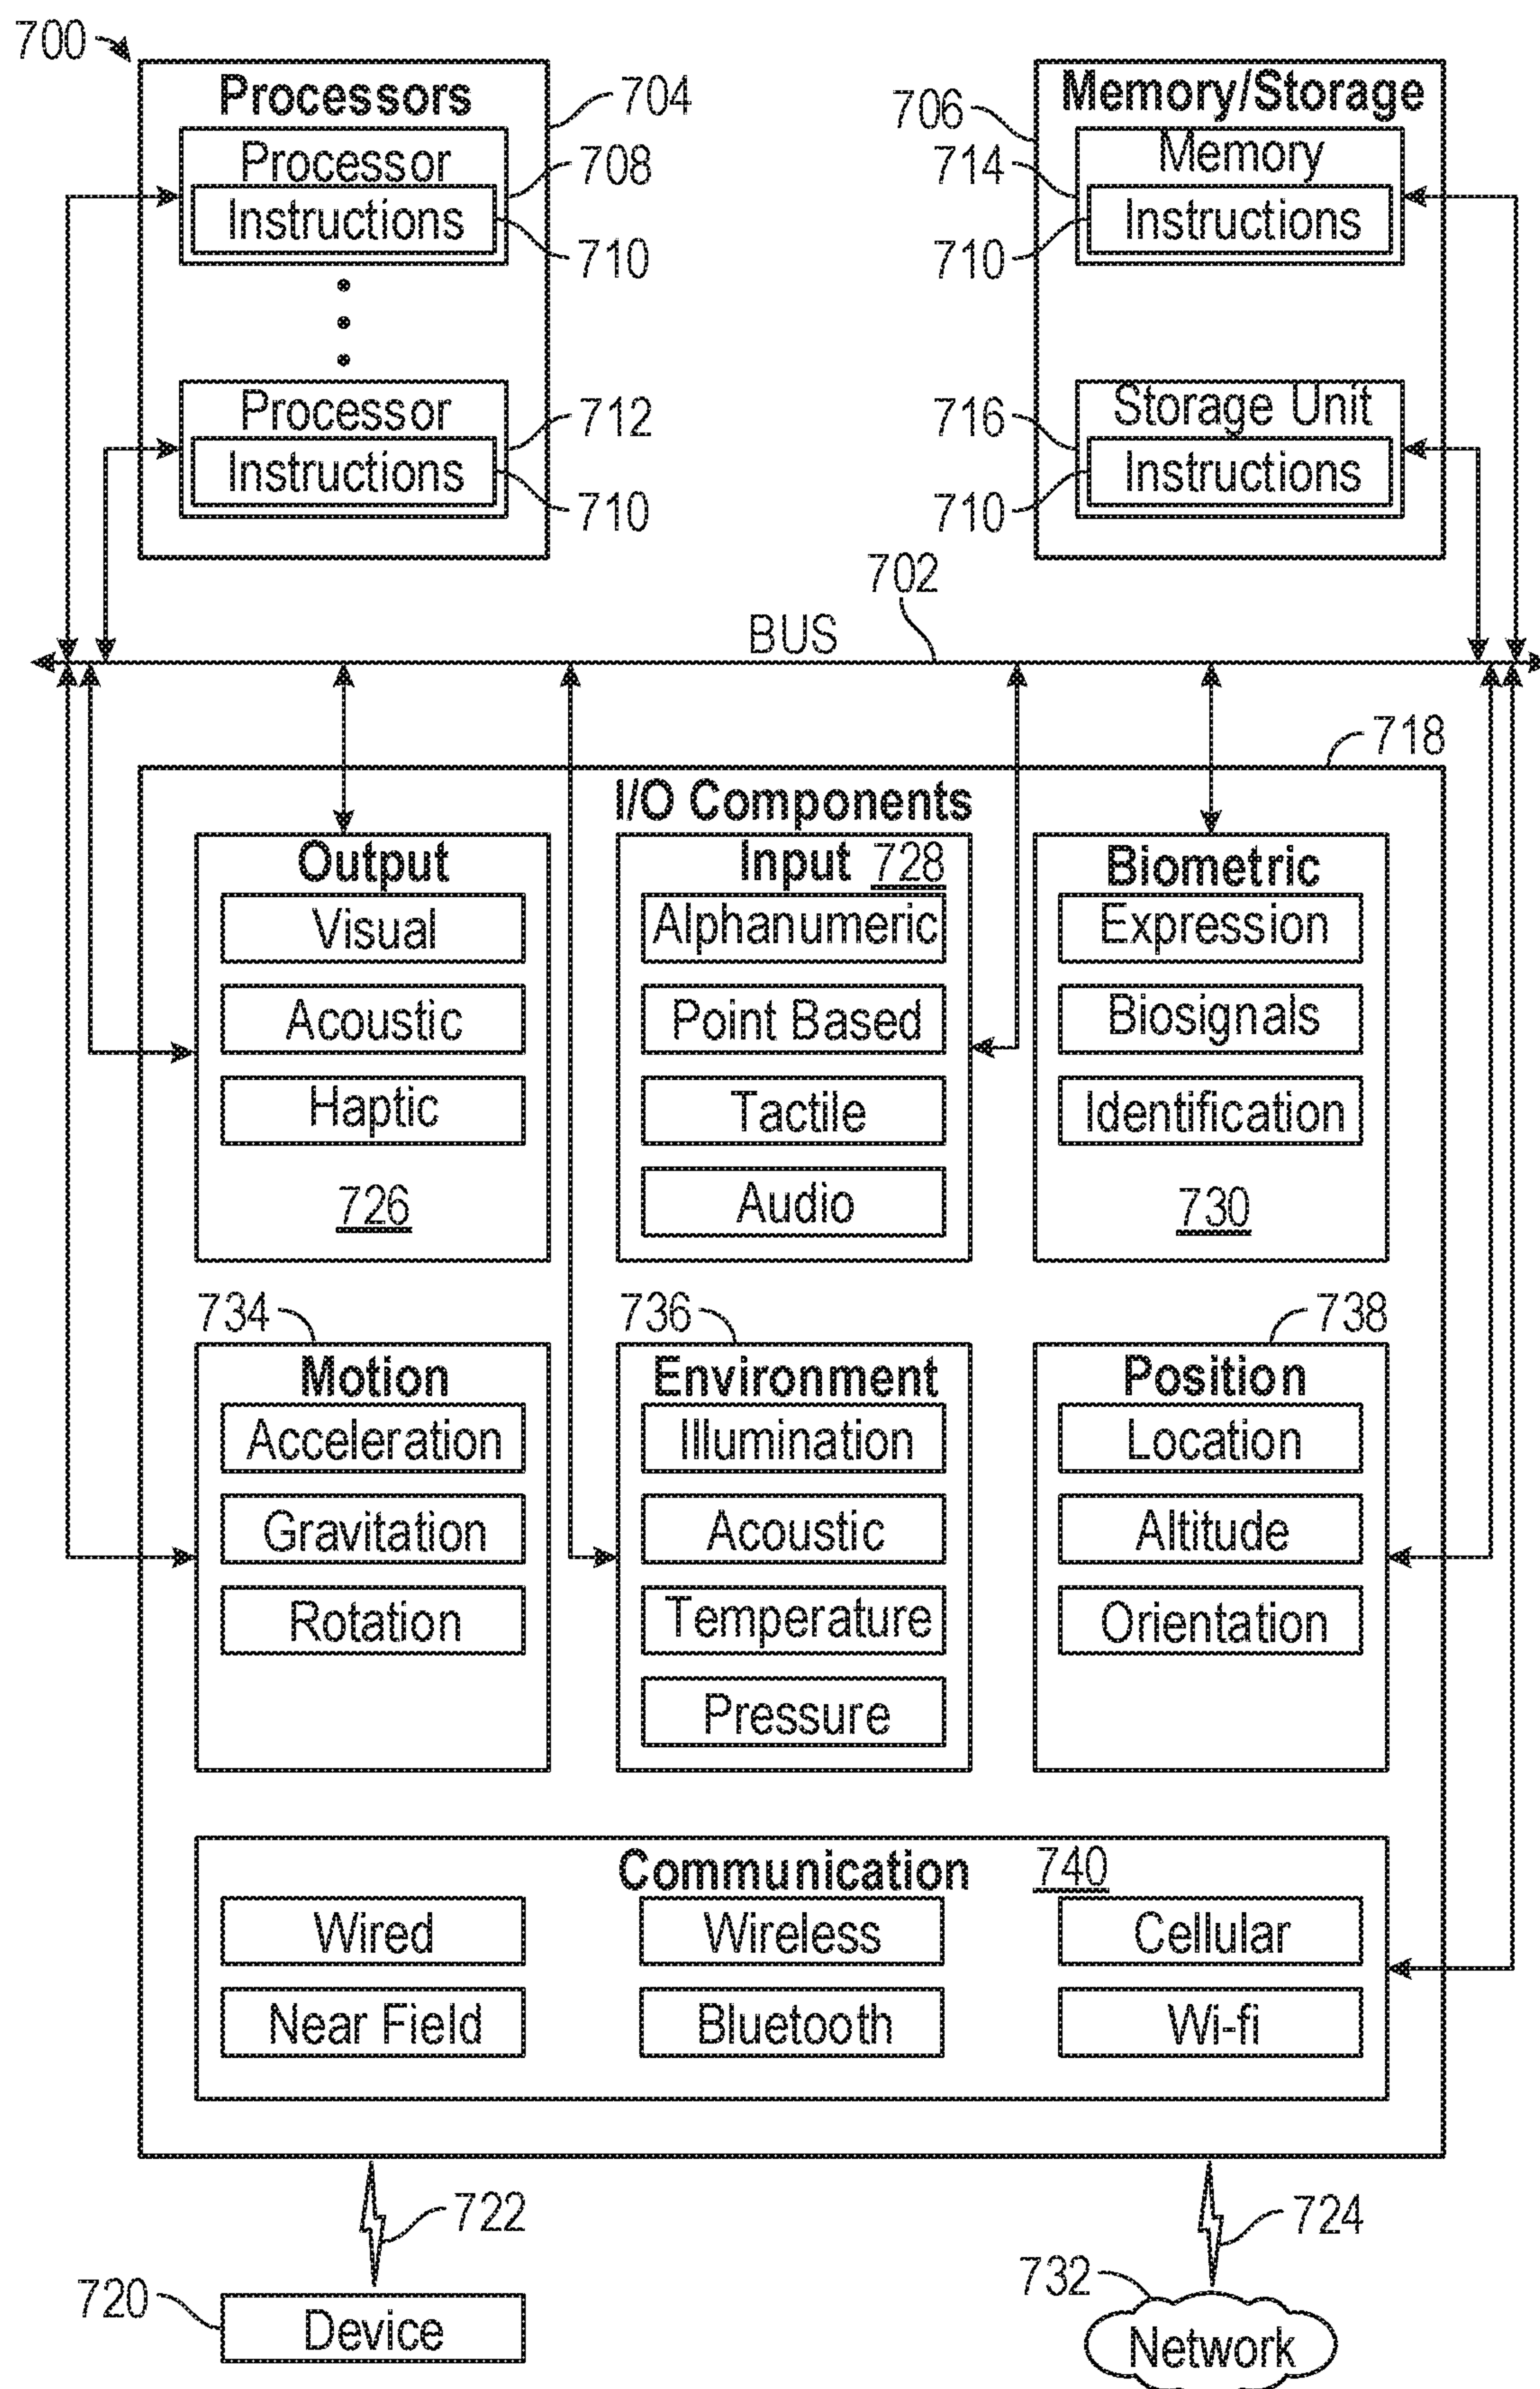 700
Processors
704
Processor
708
Instructions
710
Processor
712
Instructions
710
Memory/Storage
706
Memory
714
Instructions
710
Storage Unit
716
Instructions
710
702
BUS
718
I/O Components
Output
Visual
Acoustic
Haptic
726
Input 728
Alphanumeric
Point Based
Tactile
Audio
Biometric
Expression
Biosignals
Identification
730
734
Motion
Acceleration
Gravitation
Rotation
736
Environment
Illumination
Acoustic
Temperature
Pressure
738
Position
Location
Altitude
Orientation
Communication 740
Wired
Wireless
Cellular
Near Field
Bluetooth
Wi-fi
722
724
720
Device
732
Network